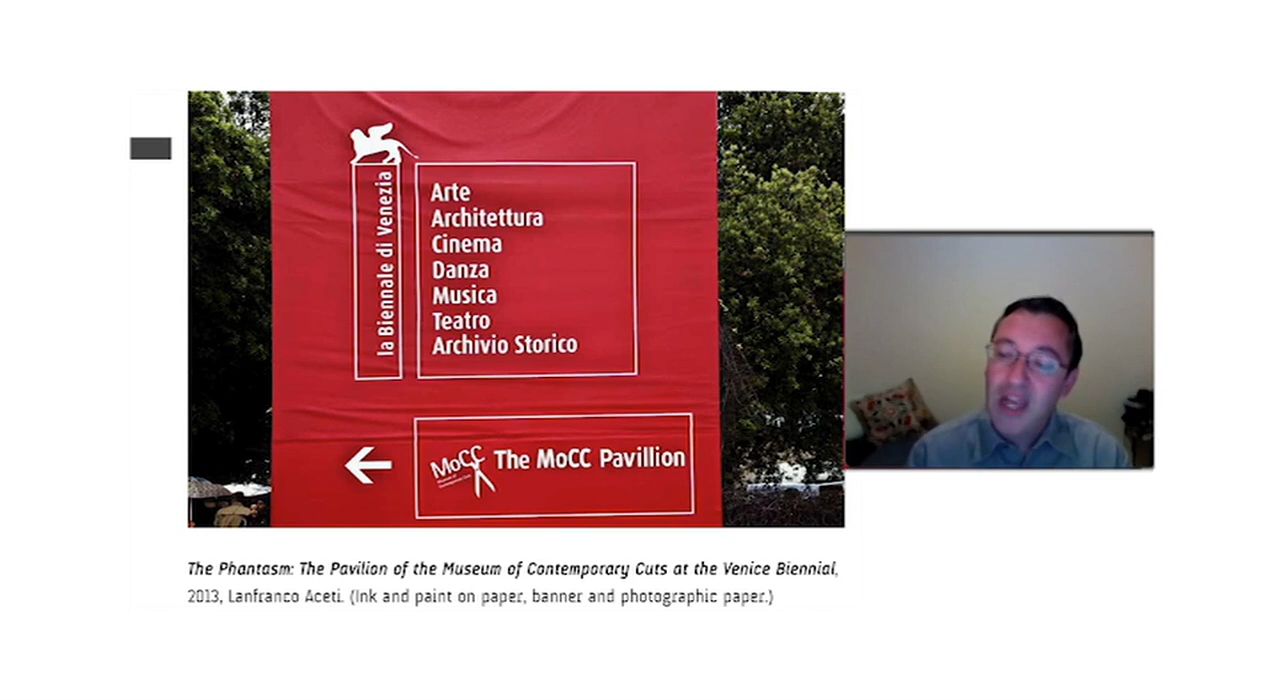 la Biennale di Venezia
Arte
Architettura
Cinema
Danza
Musica
Teatro
Archivio Storico
MoCC
The MoCC Pavillion
The Phantasm: The Pavilion of the Museum of Contemporary Cuts at the Venice Biennial,
2013, Lanfranco Aceti. (Ink and paint on paper, banner and photographic paper.)